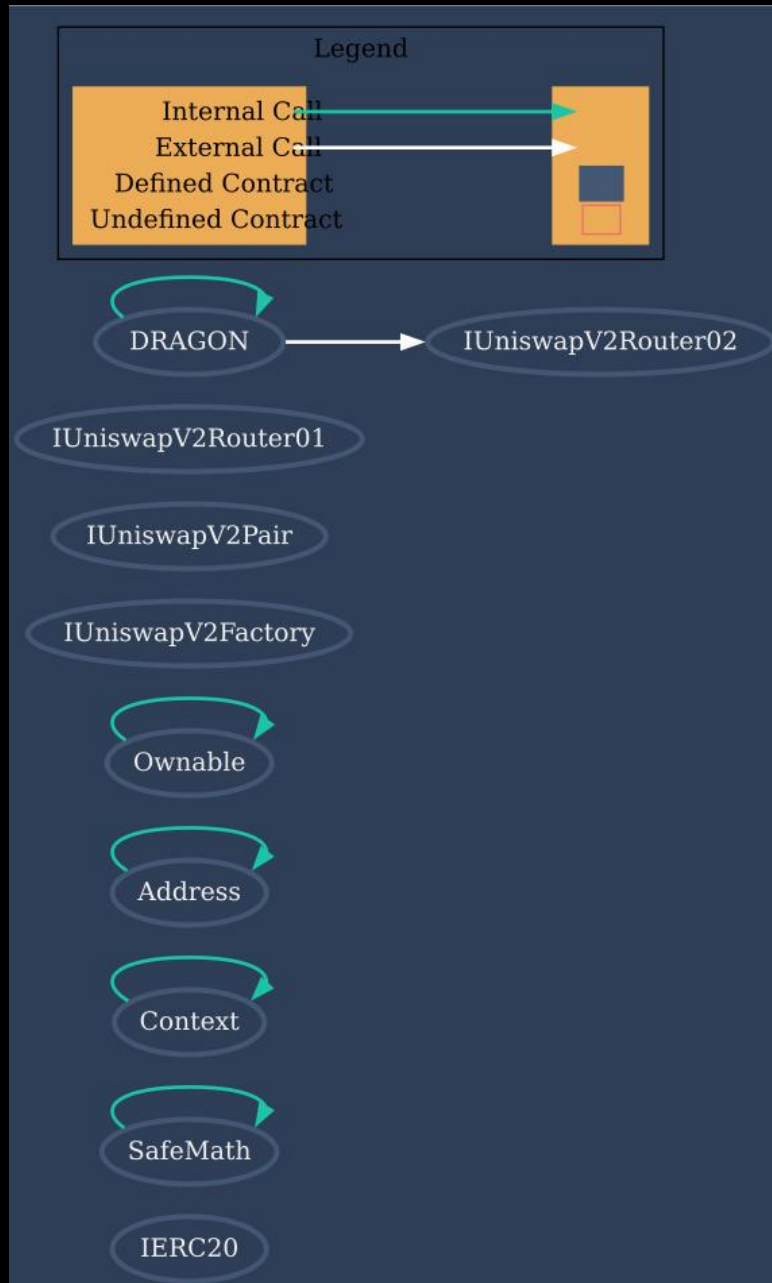 Legend
Internal Call
External Call
Defined Contract
Undefined Contract
DRAGON
IUniswapV2Router02
IUniswapV2Router01
IUniswapV2Pair
IUniswapV2Factory
Ownable
Address
Context
SafeMath
IERC20